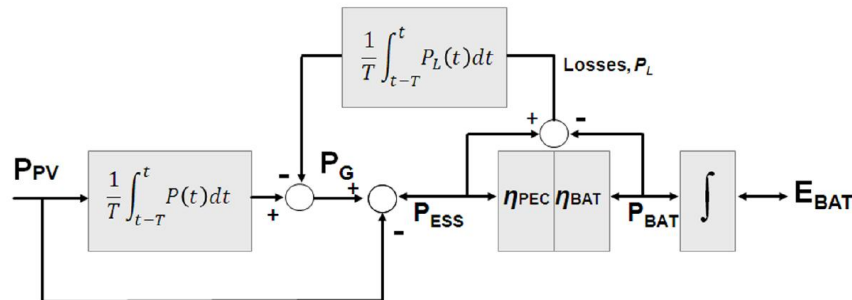 1/T ∫_{t-T}^{t} P_L(t)dt
Losses, P_L
+ -
P_PV
1/T ∫_{t-T}^{t} P(t)dt
-
+
P_G
+
-
P_ESS
η_PEC η_BAT
P_BAT
∫
E_BAT